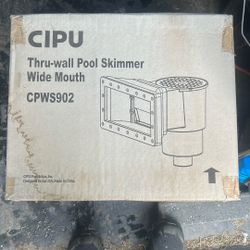 CIPU
Thru-wall Pool Skimmer
Wide Mouth
CPWS902